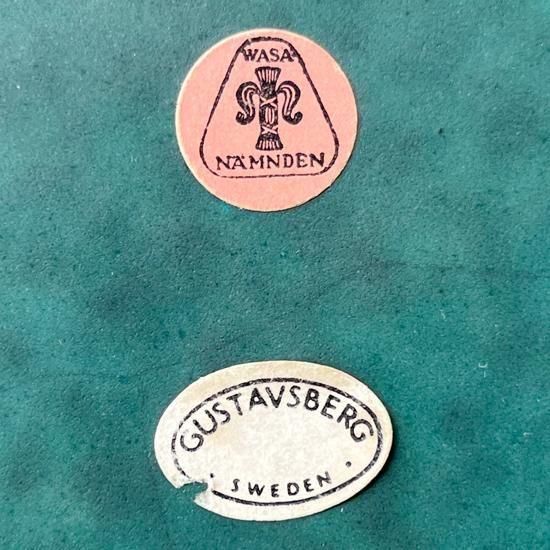 WASA
NÄMNDEN
GUSTAVSBERG
· SWEDEN ·